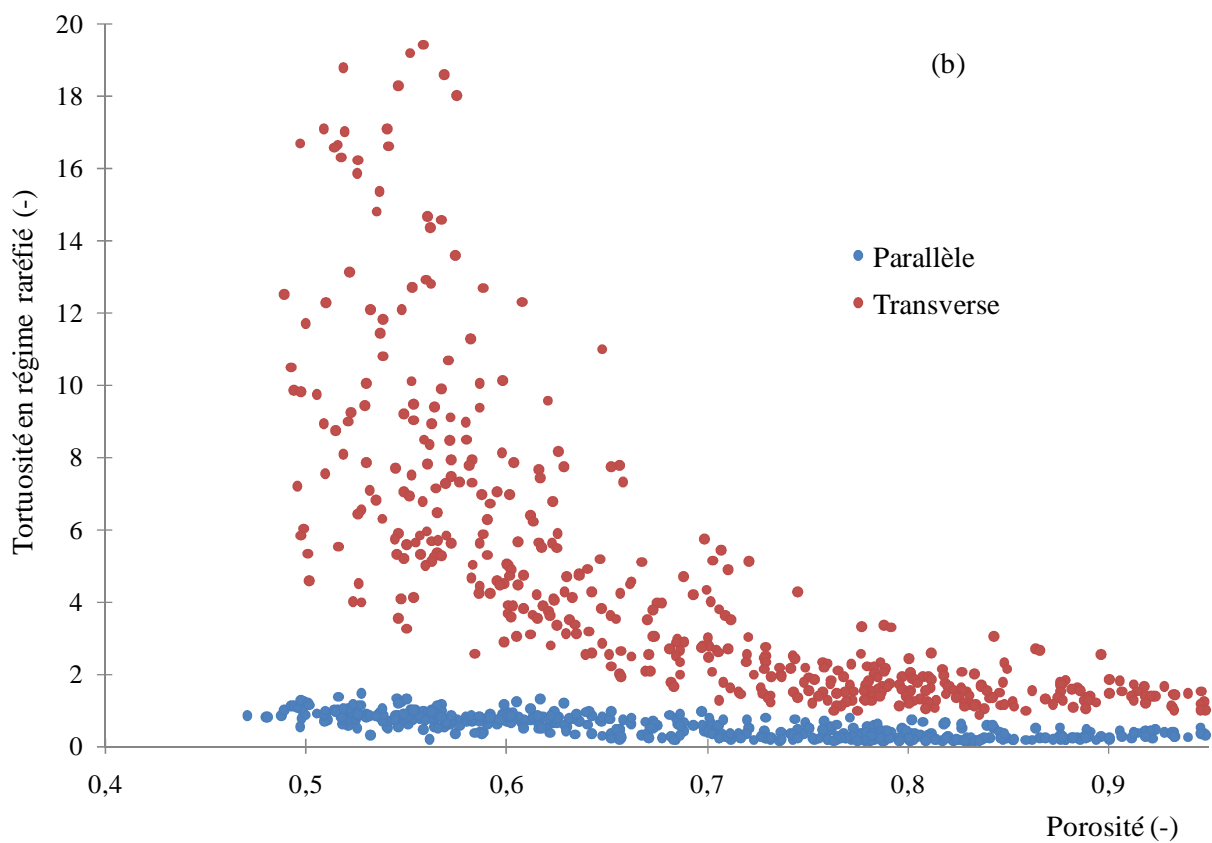 20
(b)
18
16
14
12
10
8
6
4
2
0
Tortuosité en régime raréfié (-)
Parallèle
Transverse
0,4 0,5 0,6 0,7 0,8 0,9
Porosité (-)